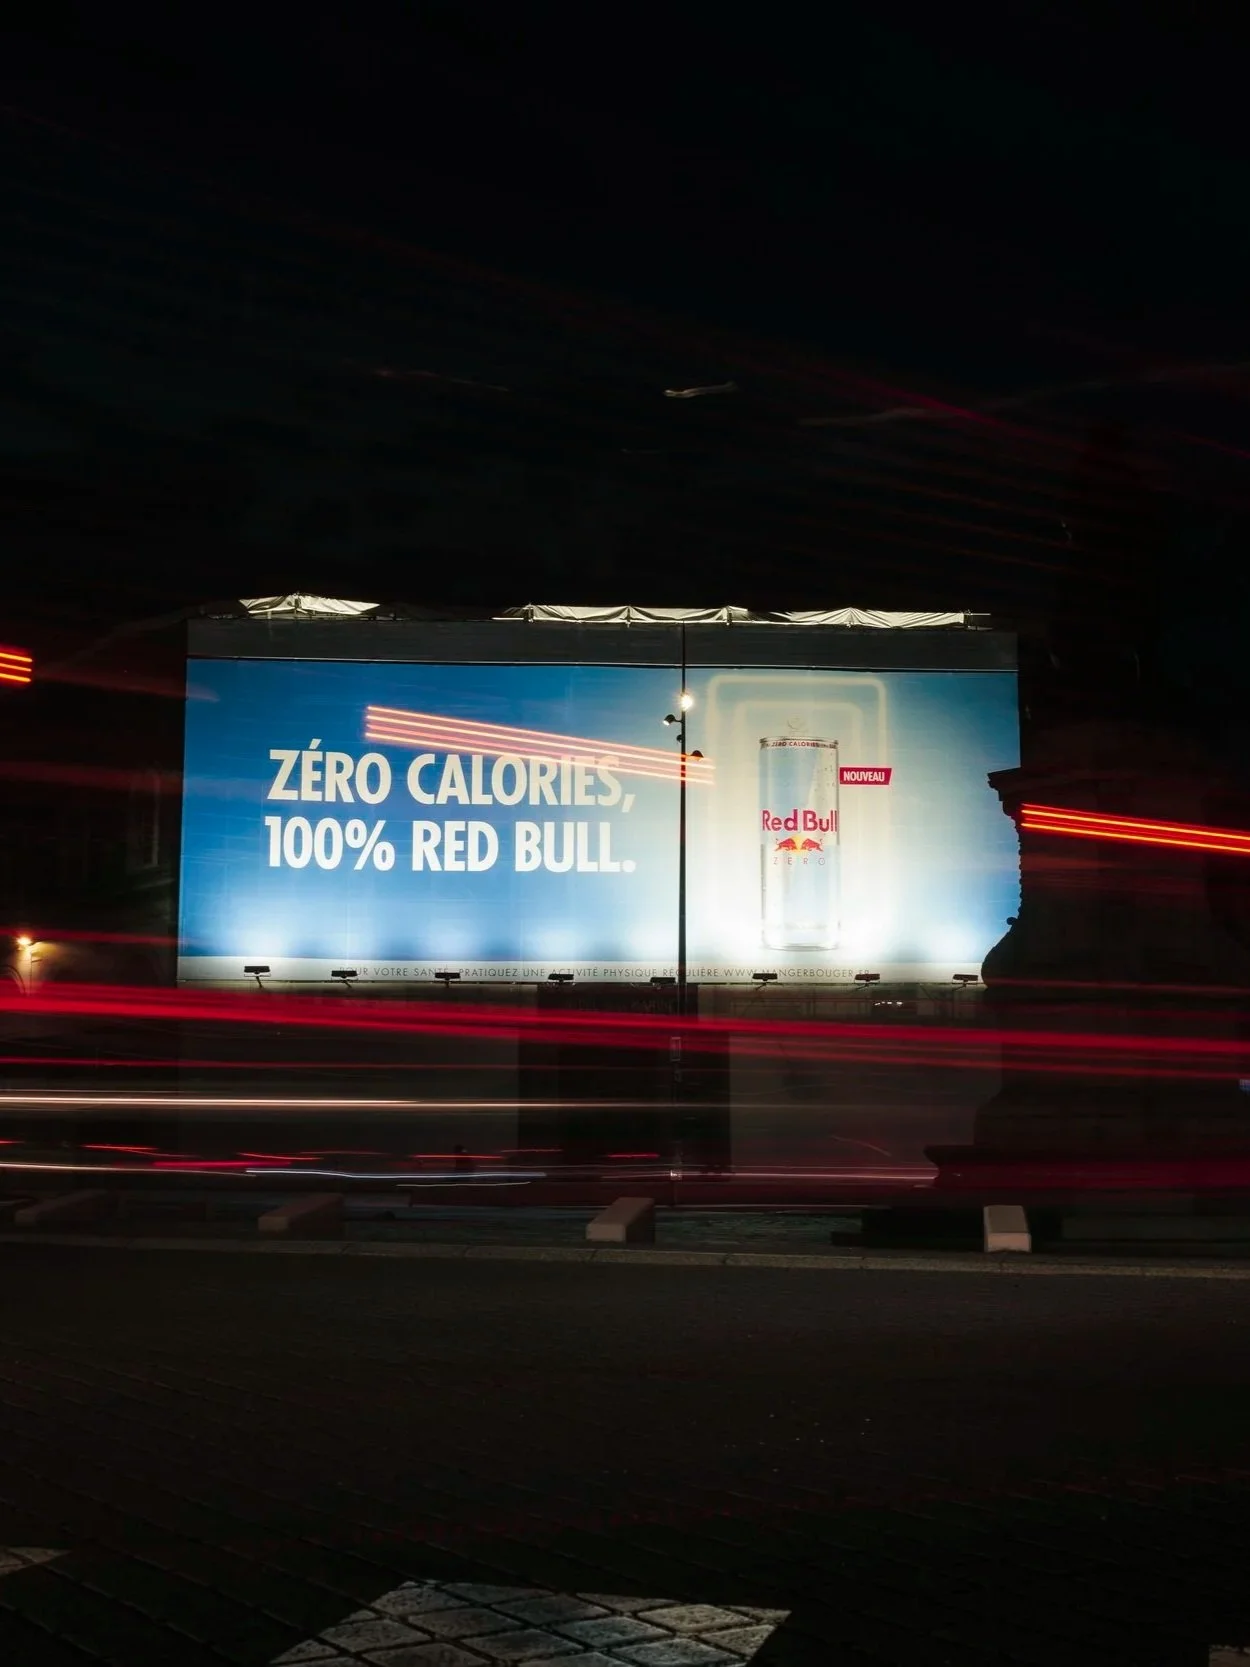 ZÉRO CALORIES,
100% RED BULL.
ZERO CALORIES
NOUVEAU
Red Bull
ZERO
POUR VOTRE SANTÉ, PRATIQUEZ UNE ACTIVITÉ PHYSIQUE RÉGULIÈRE. WWW.MANGERBOUGER.FR